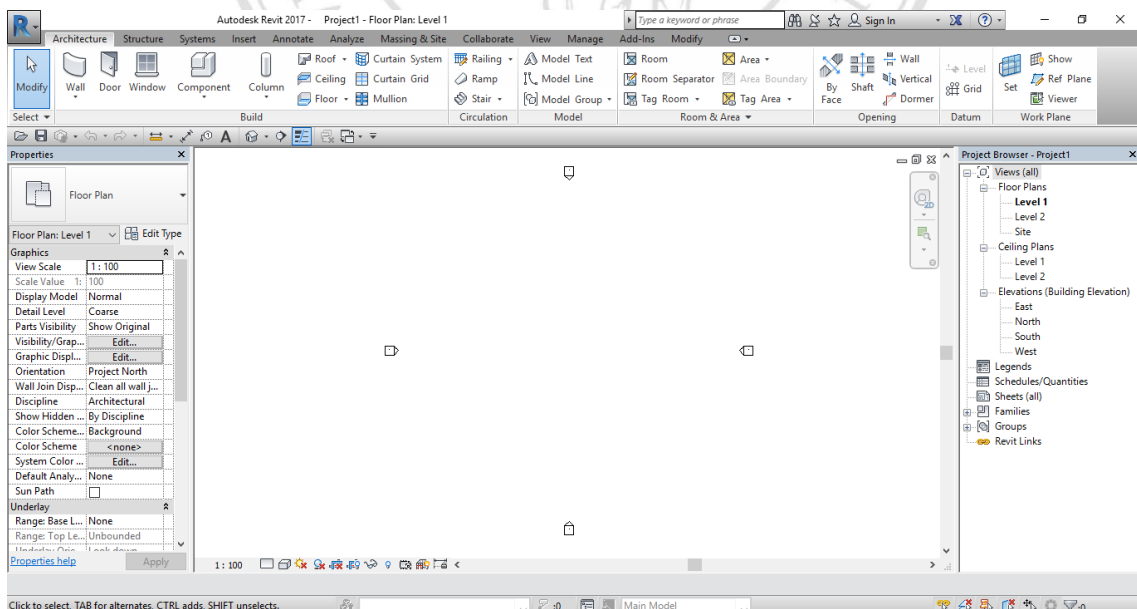 Autodesk Revit 2017 - Project1 - Floor Plan: Level 1 Type a keyword or phrase Sign In
Architecture Structure Systems Insert Annotate Analyze Massing & Site Collaborate View Manage Add-Ins Modify
Modify
Wall
Door
Window
Component
Column
Roof
Ceiling
Floor
Curtain System
Curtain Grid
Mullion
Railing
Ramp
Stair
Model Text
Model Line
Model Group
Room
Room Separator
Tag Room
Area
Area Boundary
Tag Area
By Face
Shaft
Wall
Vertical
Dormer
Level
Grid
Set
Show
Ref Plane
Viewer
Select Build Circulation Model Room & Area Opening Datum Work Plane
Properties
Floor Plan
Floor Plan: Level 1 Edit Type
Graphics
View Scale 1 : 100
Scale Value 1: 100
Display Model Normal
Detail Level Coarse
Parts Visibility Show Original
Visibility/Grap... Edit...
Graphic Displ... Edit...
Orientation Project North
Wall Join Disp... Clean all wall j...
Discipline Architectural
Show Hidden ... By Discipline
Color Scheme... Background
Color Scheme <none>
System Color ... Edit...
Default Analy... None
Sun Path
Underlay
Range: Base L... None
Range: Top Le... Unbounded
Properties help Apply
2D
1 : 100
Project Browser - Project1
Views (all)
Floor Plans
Level 1
Level 2
Site
Ceiling Plans
Level 1
Level 2
Elevations (Building Elevation)
East
North
South
West
Legends
Schedules/Quantities
Sheets (all)
Families
Groups
Revit Links
Click to select, TAB for alternates, CTRL adds, SHIFT unselects. :0 Main Model :0